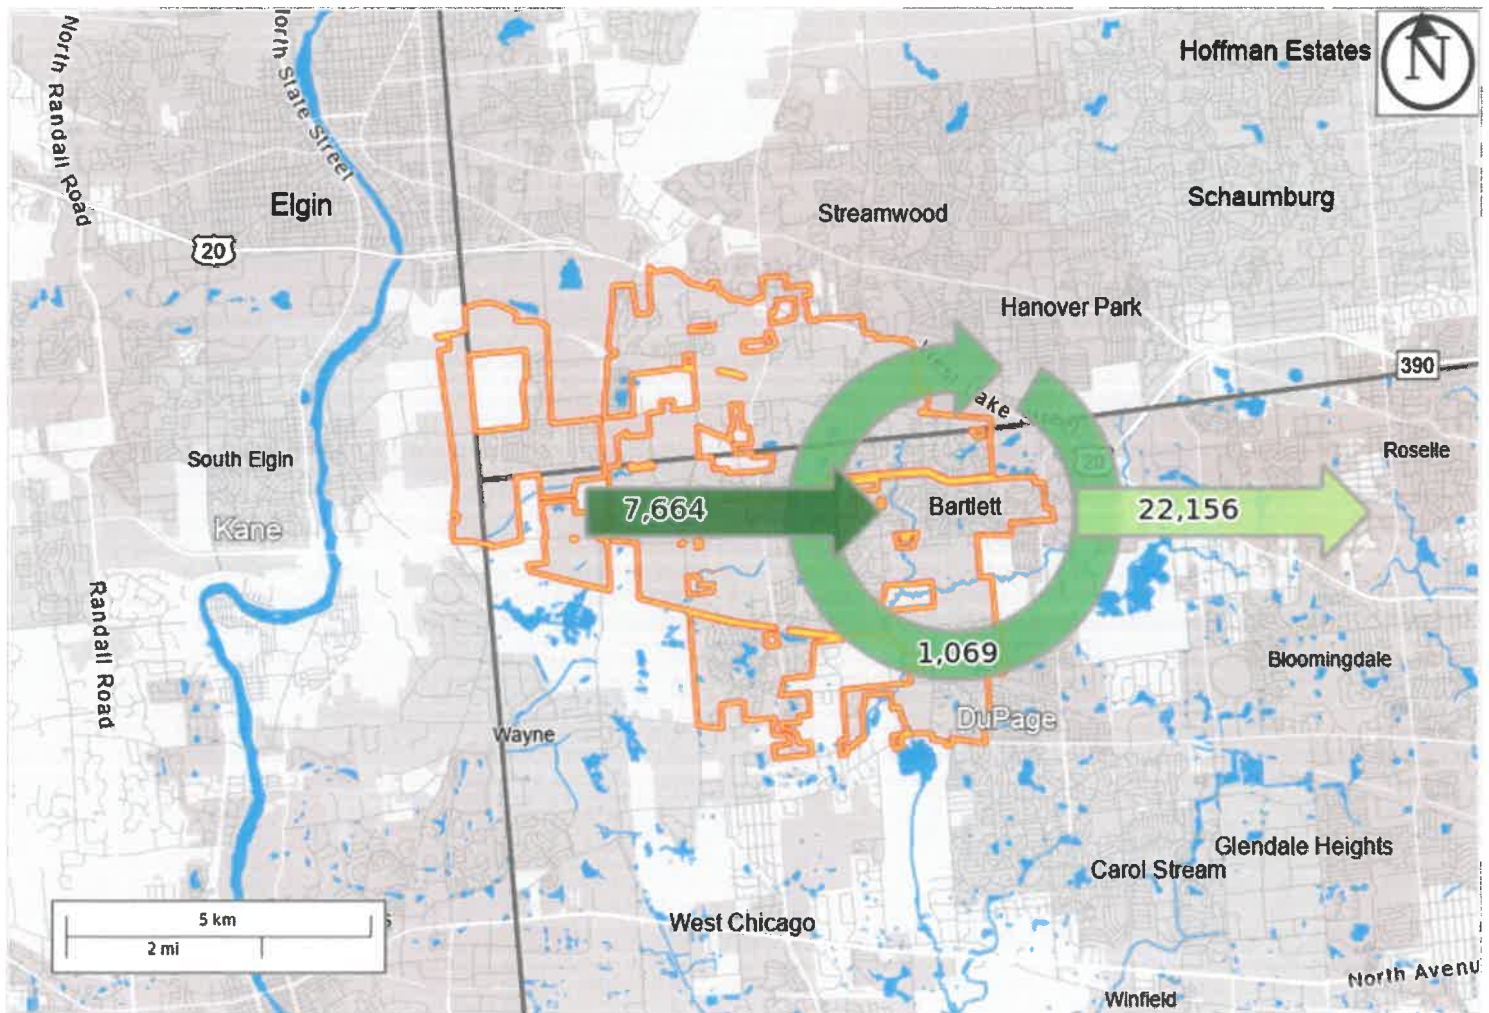 North Randall Road
North State Street
Hoffman Estates
N
Elgin
20
Streamwood
Schaumburg
Hanover Park
390
South Elgin
Kane
Lake
20
Roselle
7,664
Bartlett
22,156
Randall Road
1,069
Bloomingdale
Wayne
DuPage
Glendale Heights
Carol Stream
5 km
2 mi
West Chicago
North Avenu
Winfield